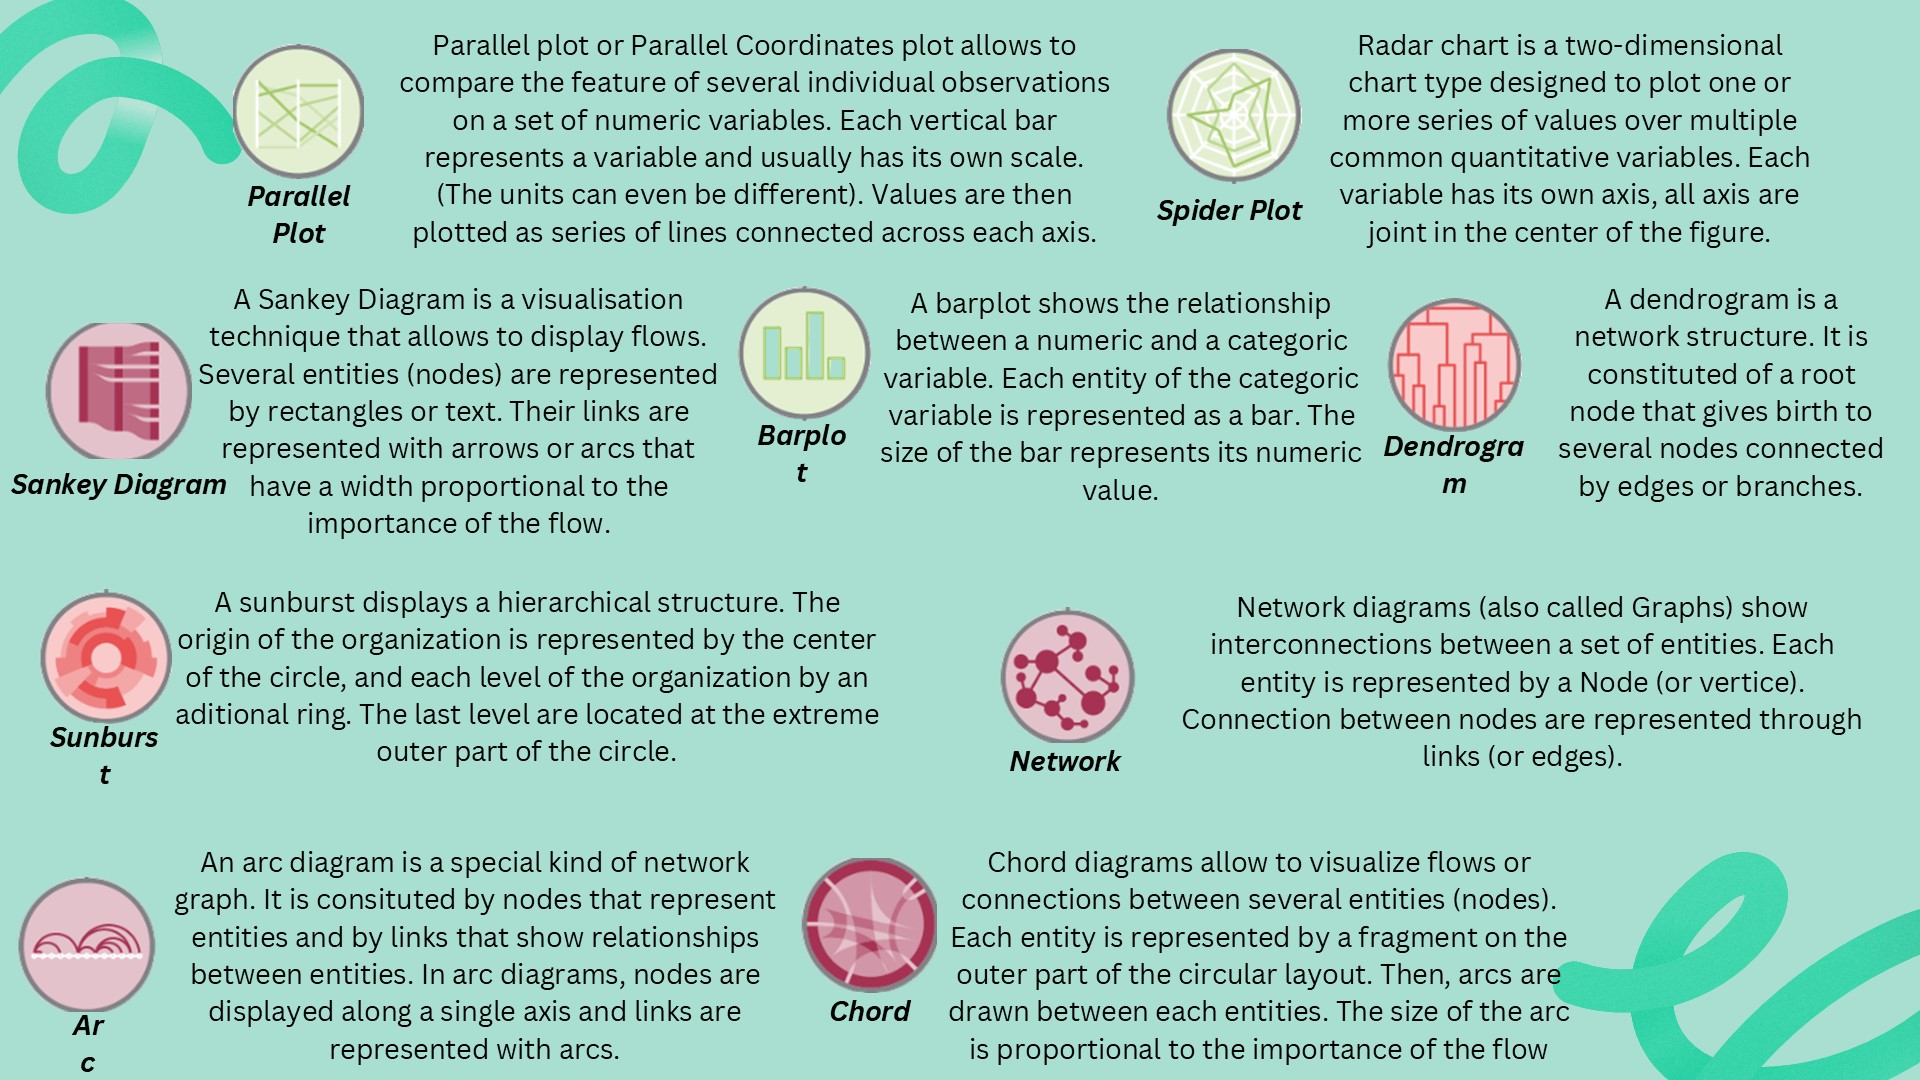 Parallel plot or Parallel Coordinates plot allows to
compare the feature of several individual observations
on a set of numeric variables. Each vertical bar
represents a variable and usually has its own scale.
(The units can even be different). Values are then
plotted as series of lines connected across each axis.
Parallel
Plot
Radar chart is a two-dimensional
chart type designed to plot one or
more series of values over multiple
common quantitative variables. Each
variable has its own axis, all axis are
joint in the center of the figure.
Spider Plot
A Sankey Diagram is a visualisation
technique that allows to display flows.
Several entities (nodes) are represented
by rectangles or text. Their links are
represented with arrows or arcs that
have a width proportional to the
importance of the flow.
Sankey Diagram
A barplot shows the relationship
between a numeric and a categoric
variable. Each entity of the categoric
variable is represented as a bar. The
size of the bar represents its numeric
value.
Barplo
t
A dendrogram is a
network structure. It is
constituted of a root
node that gives birth to
several nodes connected
by edges or branches.
Dendrogra
m
A sunburst displays a hierarchical structure. The
origin of the organization is represented by the center
of the circle, and each level of the organization by an
aditional ring. The last level are located at the extreme
outer part of the circle.
Sunburs
t
Network diagrams (also called Graphs) show
interconnections between a set of entities. Each
entity is represented by a Node (or vertice).
Connection between nodes are represented through
links (or edges).
Network
An arc diagram is a special kind of network
graph. It is consituted by nodes that represent
entities and by links that show relationships
between entities. In arc diagrams, nodes are
displayed along a single axis and links are
represented with arcs.
Ar
c
Chord diagrams allow to visualize flows or
connections between several entities (nodes).
Each entity is represented by a fragment on the
outer part of the circular layout. Then, arcs are
drawn between each entities. The size of the arc
is proportional to the importance of the flow
Chord